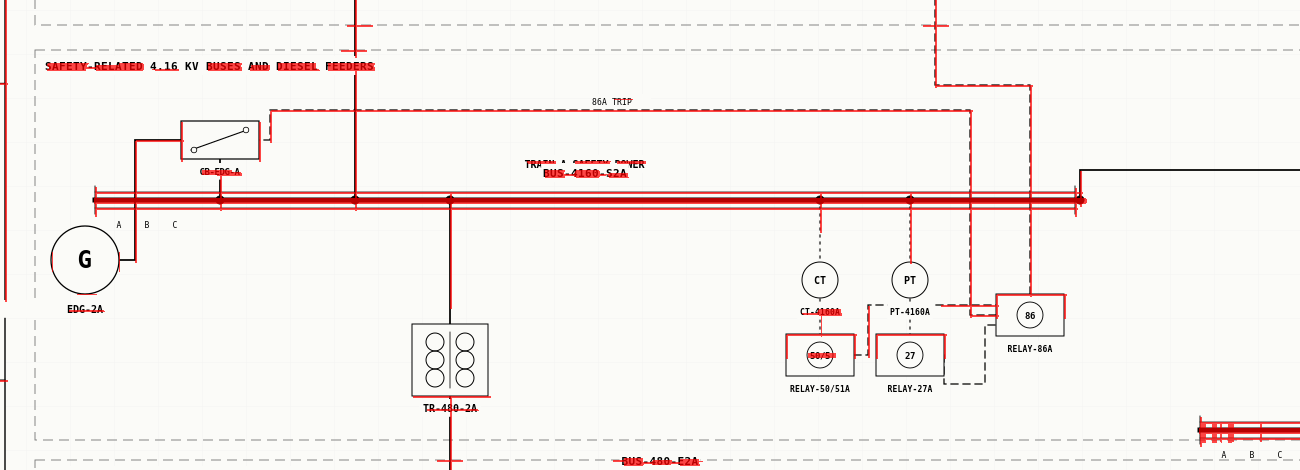 SAFETY-RELATED 4.16 KV BUSES AND DIESEL FEEDERS
86A TRIP
TRAIN A SAFETY POWER
BUS-4160-S2A
CB-EDG-A
A B C
G
EDG-2A
CT
PT
CT-4160A
PT-4160A
86
RELAY-86A
27
RELAY-50/51A
RELAY-27A
TR-480-2A
A B C
BUS-480-E2A